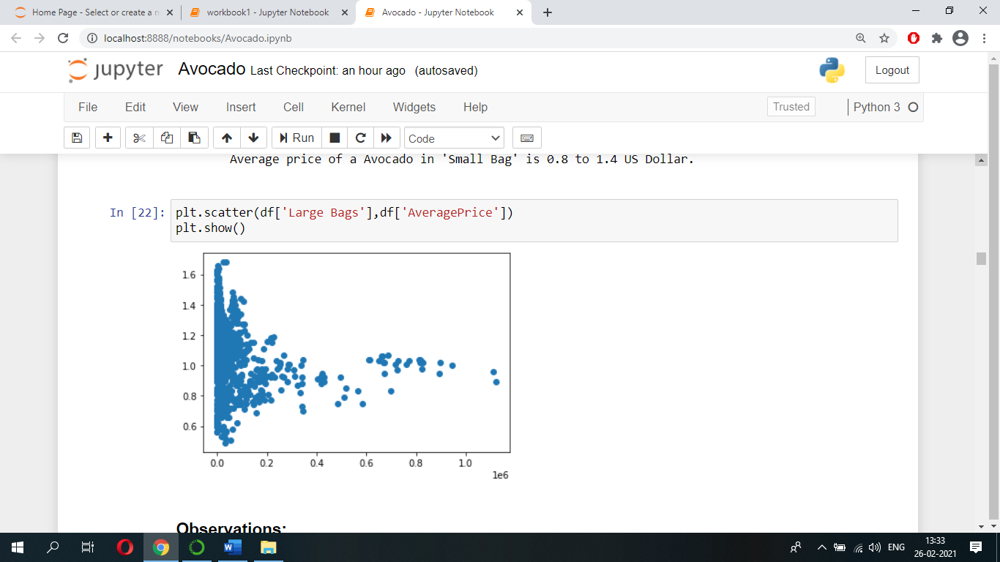 Home Page - Select or create a n
workbook1 - Jupyter Notebook
Avocado - Jupyter Notebook
localhost:8888/notebooks/Avocado.ipynb
jupyter Avocado Last Checkpoint: an hour ago (autosaved)
Logout
File Edit View Insert Cell Kernel Widgets Help
Trusted
Python 3
Run
Code
Average price of a Avocado in 'Small Bag' is 0.8 to 1.4 US Dollar.
In [22]:
plt.scatter(df['Large Bags'],df['AveragePrice'])
plt.show()
1.6
1.4
1.2
1.0
0.8
0.6
0.0 0.2 0.4 0.6 0.8 1.0
1e6
Observations:
ENG
13:33
26-02-2021